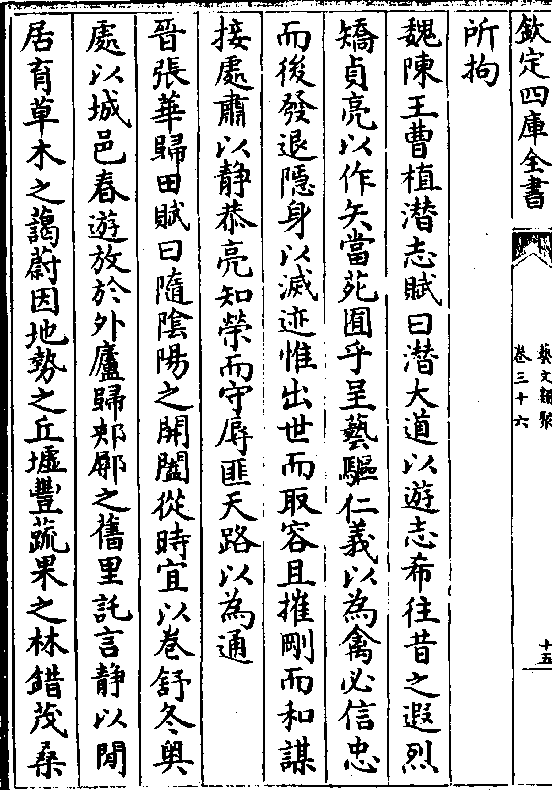 欽定四庫全書
藝文類聚
卷三十六
十五
所拘
魏陳王曹植潛志賦曰潛大道以遊志希往昔之遐烈
矯貞亮以作矢當苑囿乎呈藝驅仁義以為禽必信忠
而後發退隱身以滅迹惟出世而取容且摧剛而和謀
接處肅以静恭亮知榮而守辱匪天路以為通
晉張華歸田賦曰隨隂陽之開闔從時宜以卷舒冬奥
處以城邑春遊放於外廬歸郟鄏之舊里託言静以閒
居育草木之藹蔚因地勢之丘墟豐蔬果之林錯茂桑